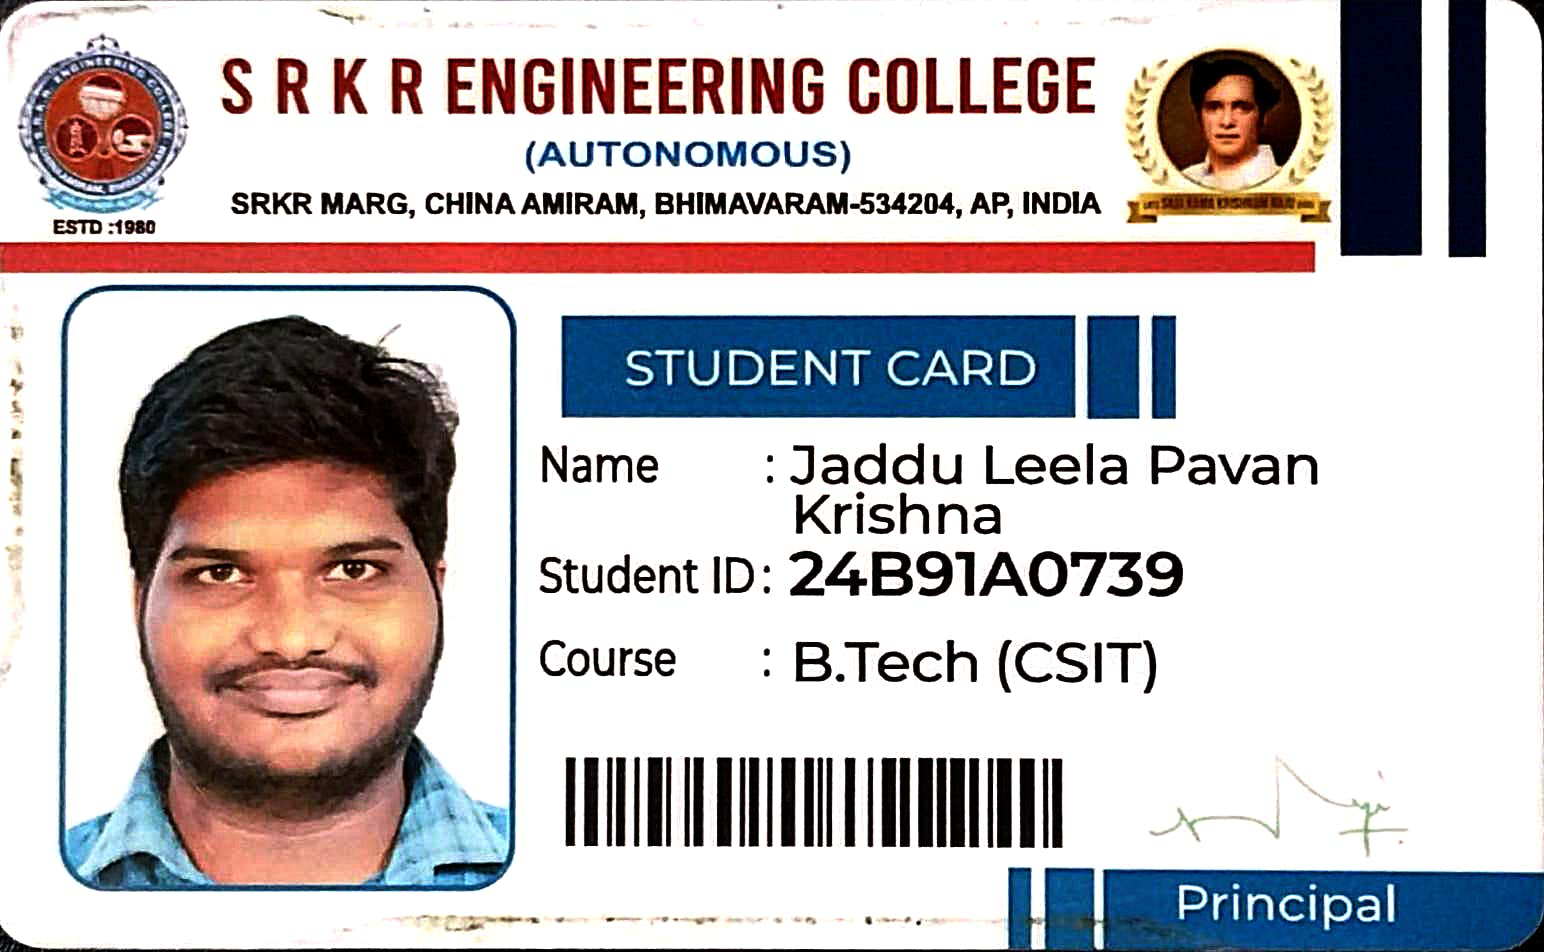 S R K R ENGINEERING COLLEGE
(AUTONOMOUS)
SRKR MARG, CHINA AMIRAM, BHIMAVARAM-534204, AP, INDIA
ESTD :1980
STUDENT CARD
Name : Jaddu Leela Pavan
Krishna
Student ID : 24B91A0739
Course : B.Tech (CSIT)
Principal